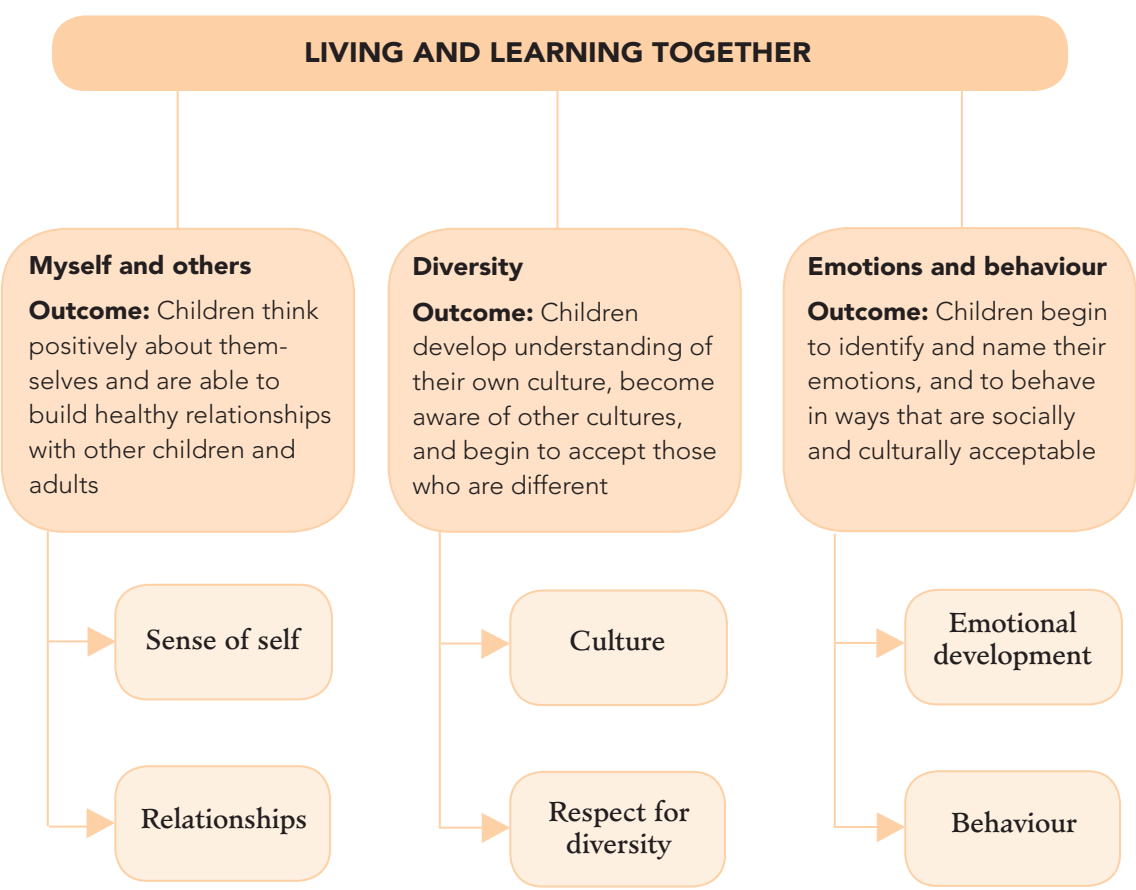 LIVING AND LEARNING TOGETHER
Myself and others
Outcome: Children think
positively about them-
selves and are able to
build healthy relationships
with other children and
adults
Sense of self
Relationships
Diversity
Outcome: Children
develop understanding of
their own culture, become
aware of other cultures,
and begin to accept those
who are different
Culture
Respect for
diversity
Emotions and behaviour
Outcome: Children begin
to identify and name their
emotions, and to behave
in ways that are socially
and culturally acceptable
Emotional
development
Behaviour